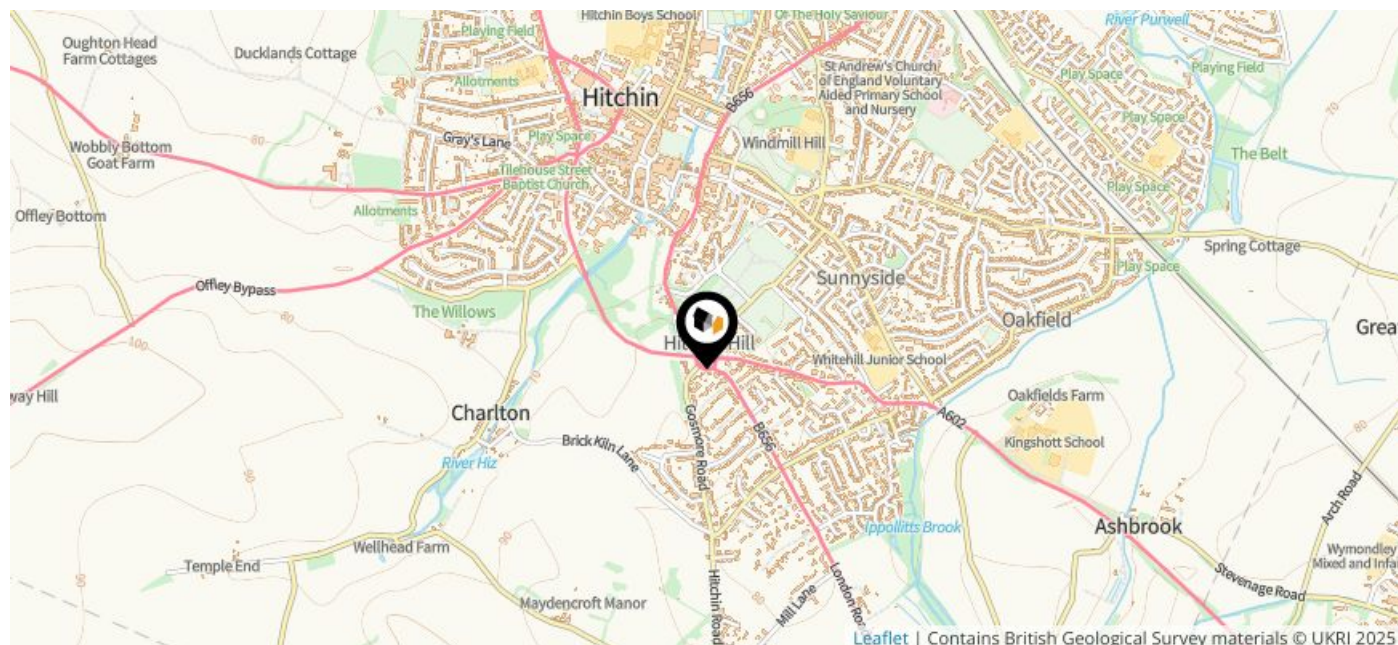 Hitchin Boys School
Of The Holy Saviour
River Purwell
Playing Field
Oughton Head
Farm Cottages
Ducklands Cottage
St Andrew's Church
of England Voluntary
Aided Primary School
and Nursery
Play Space
Playing Field
Allotments
Hitchin
B656
Play Space
Gray's Lane
Play Space
Windmill Hill
Wobbly Bottom
Goat Farm
The Belt
Tilehouse Street
Baptist Church
Play Space
Offley Bottom
Allotments
Spring Cottage
Play Space
Sunnyside
Offley Bypass
The Willows
Oakfield
Grea
Hill
Whitehill Junior School
way Hill
Charlton
Gosmore Road
B656
A602
Oakfields Farm
Brick Kiln Lane
Kingshott School
River Hiz
Arch Road
Ippollitts Brook
Ashbrook
Wellhead Farm
Wymondley
Mixed and Infa
Temple End
Stevenage Road
Hitchin Road
Mill Lane
London Roa
Maydencroft Manor
Leaflet | Contains British Geological Survey materials © UKRI 2025